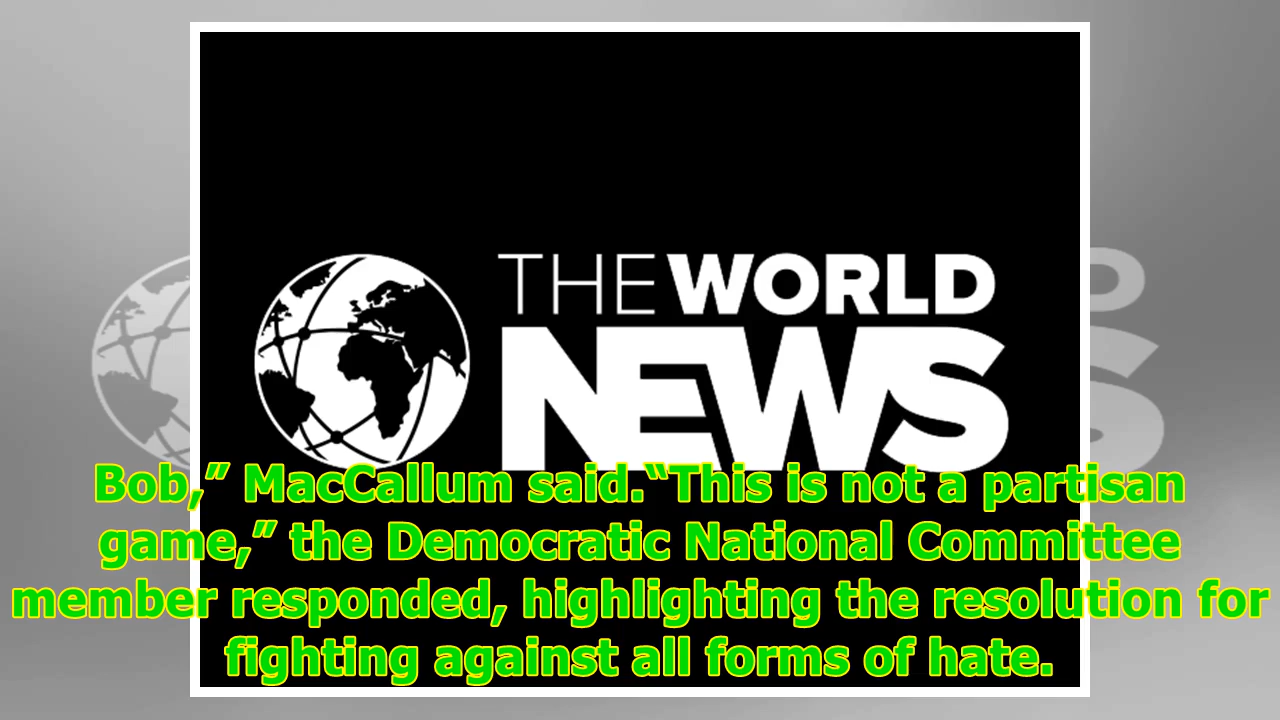 THE WORLD
NEWS
Bob,” MacCallum said.“This is not a partisan
game,” the Democratic National Committee
member responded, highlighting the resolution for
fighting against all forms of hate.